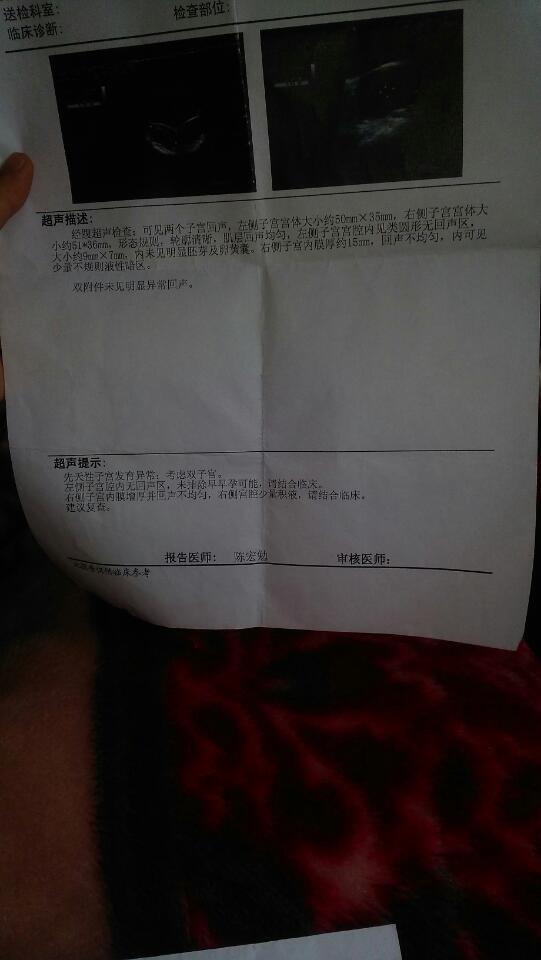 送检科室：
检查部位：
临床诊断：
超声描述：
经腹超声检查：可见两个子宫回声，左侧子宫宫体大小约50mm×35mm，右侧子宫宫体大
小约51*36mm，形态规则，轮廓清晰，肌层回声均匀，左侧子宫宫腔内见类圆形无回声区，
大小约9mm×7mm，内未见明显胚芽及卵黄囊。右侧子宫内膜厚约15mm，回声不均匀，内可见
少量不规则液性暗区。
双附件未见明显异常回声。
超声提示：
先天性子宫发育异常：考虑双子宫。
左侧子宫腔内无回声区，未排除早早孕可能，请结合临床。
右侧子宫内膜增厚并回声不均匀，右侧宫腔少量积液，请结合临床。
建议复查。
报告医师： 陈宏勉
审核医师：
此报告仅供临床参考